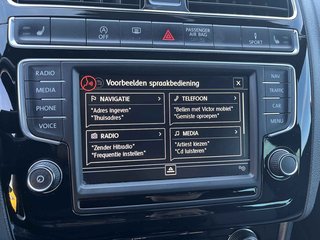 PASSENGER AIR BAG
SPORT
RADIO
MEDIA
PHONE
VOICE
Voorbeelden spraakbediening
NAVIGATIE
"Adres ingeven"
"Thuisadres"
TELEFOON
"Bellen met Victor mobiel"
"Gemiste oproepen"
RADIO
"Zender Hitradio"
"Frequentie instellen"
MEDIA
"Artiest kiezen"
"Cd luisteren"
NAV
TRAFFIC
CAR
MENU